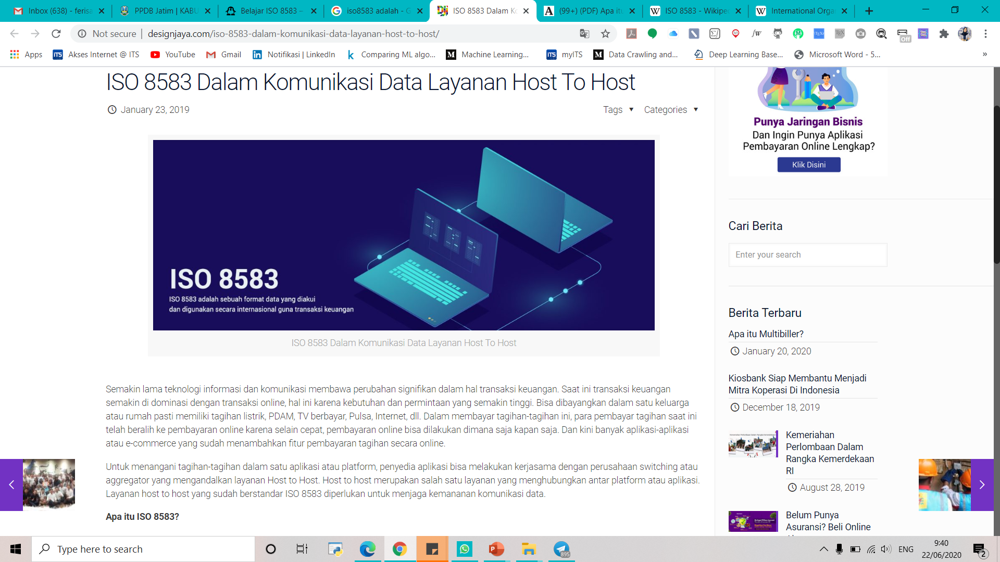 Inbox (638) - ferisa
PPDB Jatim | KABU
Belajar ISO 8583 –
iso8583 adalah - G
ISO 8583 Dalam Ko
(99+) (PDF) Apa itu
ISO 8583 - Wikipe
International Orga
Not secure | designjaya.com/iso-8583-dalam-komunikasi-data-layanan-host-to-host/
Off
Apps
Akses Internet @ ITS
YouTube
Gmail
Notifikasi | LinkedIn
Comparing ML algo...
Machine Learning...
myITS
Data Crawling and...
Deep Learning Base...
Microsoft Word - 5...
»
ISO 8583 Dalam Komunikasi Data Layanan Host To Host
January 23, 2019
Tags
Categories
ISO 8583
ISO 8583 adalah sebuah format data yang diakui
dan digunakan secara internasional guna transaksi keuangan
ISO 8583 Dalam Komunikasi Data Layanan Host To Host
Semakin lama teknologi informasi dan komunikasi membawa perubahan signifikan dalam hal transaksi keuangan. Saat ini transaksi keuangan
semakin di dominasi dengan transaksi online, hal ini karena kebutuhan dan permintaan yang semakin tinggi. Bisa dibayangkan dalam satu keluarga
atau rumah pasti memiliki tagihan listrik, PDAM, TV berbayar, Pulsa, Internet, dll. Dalam membayar tagihan-tagihan ini, para pembayar tagihan saat ini
telah beralih ke pembayaran online karena selain cepat, pembayaran online bisa dilakukan dimana saja kapan saja. Dan kini banyak aplikasi-aplikasi
atau e-commerce yang sudah menambahkan fitur pembayaran tagihan secara online.
Untuk menangani tagihan-tagihan dalam satu aplikasi atau platform, penyedia aplikasi bisa melakukan kerjasama dengan perusahaan switching atau
aggregator yang mengandalkan layanan Host to Host. Host to host merupakan salah satu layanan yang menghubungkan antar platform atau aplikasi.
Layanan host to host yang sudah berstandar ISO 8583 diperlukan untuk menjaga kemananan komunikasi data.
Apa itu ISO 8583?
Punya Jaringan Bisnis
Dan Ingin Punya Aplikasi
Pembayaran Online Lengkap?
Klik Disini
Cari Berita
Enter your search
Berita Terbaru
Apa itu Multibiller?
January 20, 2020
Kiosbank Siap Membantu Menjadi
Mitra Koperasi Di Indonesia
December 18, 2019
Kemeriahan
Perlombaan Dalam
Rangka Kemerdekaan
RI
August 28, 2019
Belum Punya
Asuransi? Beli Online
Type here to search
895
ENG
9:40
22/06/2020
2